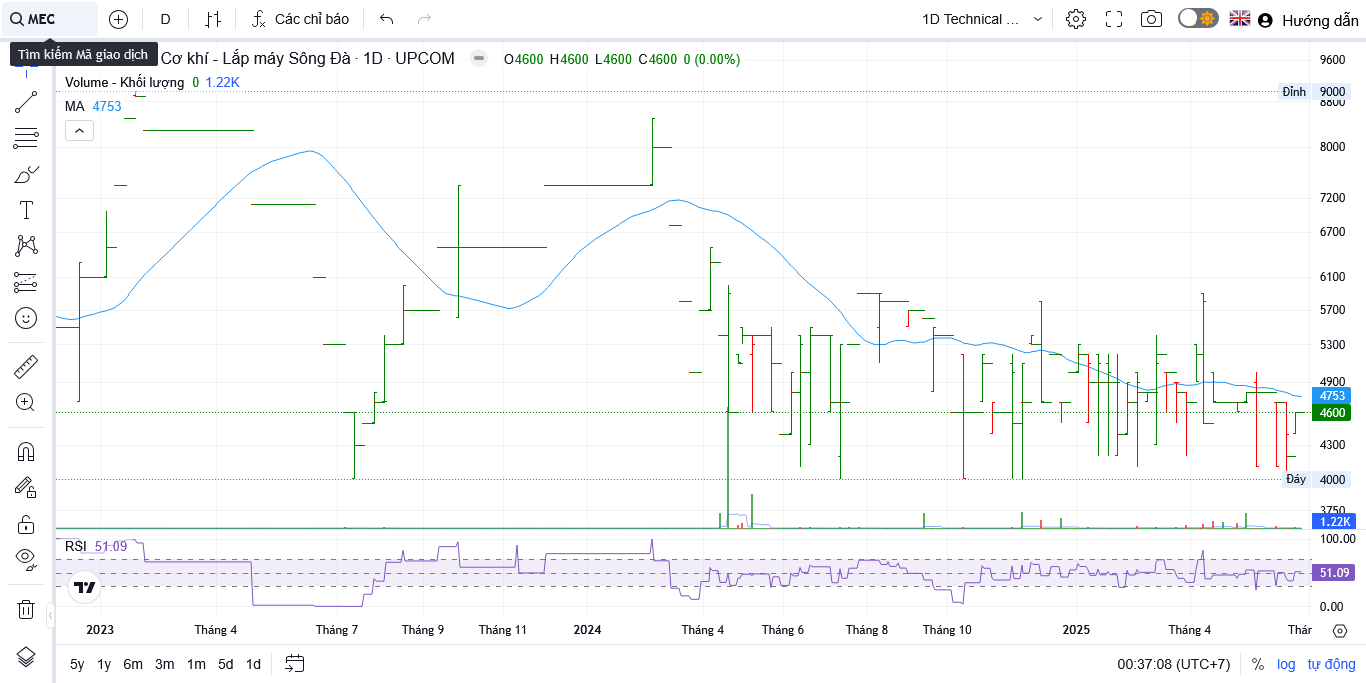 MEC
D
Các chỉ báo
1D Technical ...
Hướng dẫn
Tìm kiếm Mã giao dịch
Cơ khí - Lắp máy Sông Đà · 1D · UPCOM
O4600 H4600 L4600 C4600 0 (0.00%)
Volume - Khối lượng 0 1.22K
MA 4753
9600
Đỉnh 9000
8800
8000
7200
6700
6100
5700
5300
4900
4753
4600
4300
Đáy 4000
3750
1.22K
RSI 51.09
100.00
51.09
0.00
2023 Tháng 4 Tháng 7 Tháng 9 Tháng 11 2024 Tháng 4 Tháng 6 Tháng 8 Tháng 10 2025 Tháng 4 Thár
5y 1y 6m 3m 1m 5d 1d
00:37:08 (UTC+7) % log tự động